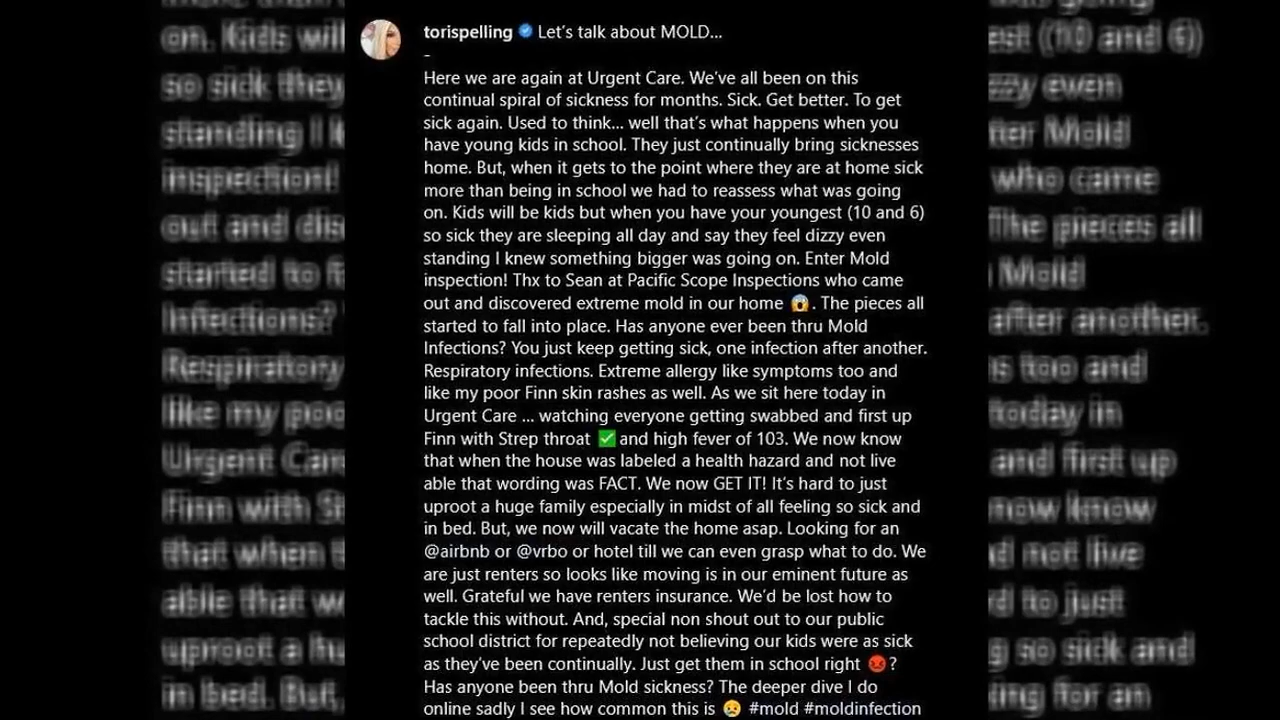 torispelling Let's talk about MOLD...
-
Here we are again at Urgent Care. We've all been on this
continual spiral of sickness for months. Sick. Get better. To get
sick again. Used to think... well that's what happens when you
have young kids in school. They just continually bring sicknesses
home. But, when it gets to the point where they are at home sick
more than being in school we had to reassess what was going
on. Kids will be kids but when you have your youngest (10 and 6)
so sick they are sleeping all day and say they feel dizzy even
standing I knew something bigger was going on. Enter Mold
inspection! Thx to Sean at Pacific Scope Inspections who came
out and discovered extreme mold in our home 😱. The pieces all
started to fall into place. Has anyone ever been thru Mold
Infections? You just keep getting sick, one infection after another.
Respiratory infections. Extreme allergy like symptoms too and
like my poor Finn skin rashes as well. As we sit here today in
Urgent Care ... watching everyone getting swabbed and first up
Finn with Strep throat ✅ and high fever of 103. We now know
that when the house was labeled a health hazard and not live
able that wording was FACT. We now GET IT! It's hard to just
uproot a huge family especially in midst of all feeling so sick and
in bed. But, we now will vacate the home asap. Looking for an
@airbnb or @vrbo or hotel till we can even grasp what to do. We
are just renters so looks like moving is in our eminent future as
well. Grateful we have renters insurance. We'd be lost how to
tackle this without. And, special non shout out to our public
school district for repeatedly not believing our kids were as sick
as they've been continually. Just get them in school right 😡?
Has anyone been thru Mold sickness? The deeper dive I do
online sadly I see how common this is 😢 #mold #moldinfection